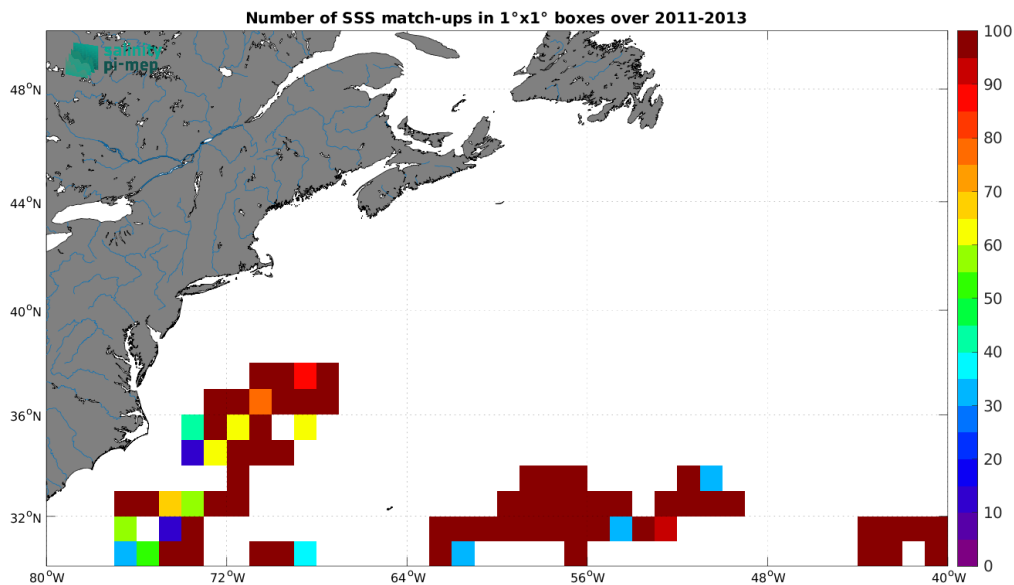 Number of SSS match-ups in 1°x1° boxes over 2011-2013
salinity
pi-mep
48°N
44°N
40°N
36°N
32°N
80°W
72°W
64°W
56°W
48°W
40°W
100
90
80
70
60
50
40
30
20
10
0